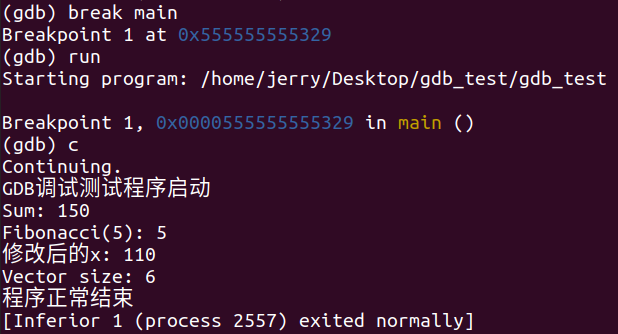 (gdb) break main
Breakpoint 1 at 0x555555555329
(gdb) run
Starting program: /home/jerry/Desktop/gdb_test/gdb_test
Breakpoint 1, 0x0000555555555329 in main ()
(gdb) c
Continuing.
GDB调试测试程序启动
Sum: 150
Fibonacci(5): 5
修改后的x: 110
Vector size: 6
程序正常结束
[Inferior 1 (process 2557) exited normally]